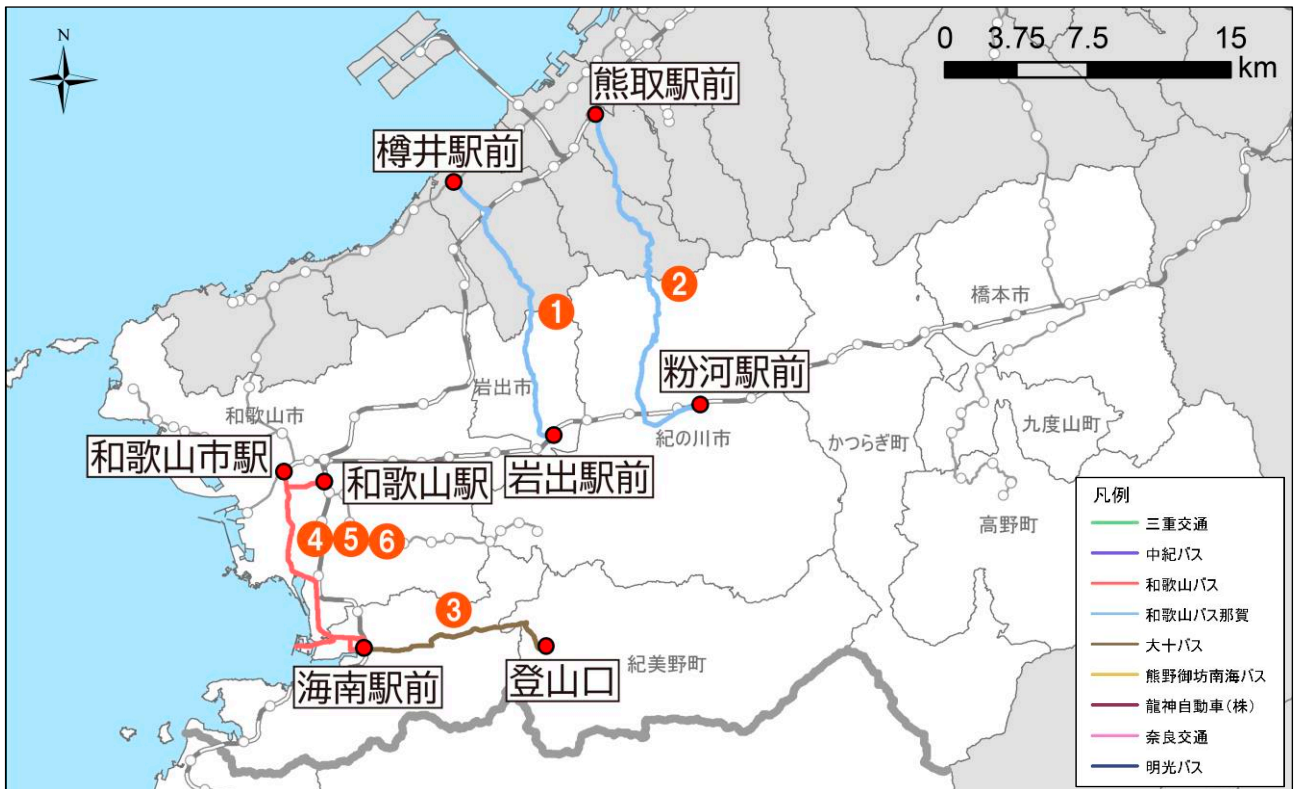 N
0 3.75 7.5 15
km
熊取駅前
樽井駅前
2
橋本市
1
粉河駅前
岩出市
和歌山市
紀の川市
かつらぎ町
九度山町
和歌山市駅
和歌山駅
岩出駅前
高野町
4 5 6
3
海南駅前
登山口
紀美野町
凡例
三重交通
中紀バス
和歌山バス
和歌山バス那賀
大十バス
熊野御坊南海バス
龍神自動車(株)
奈良交通
明光バス